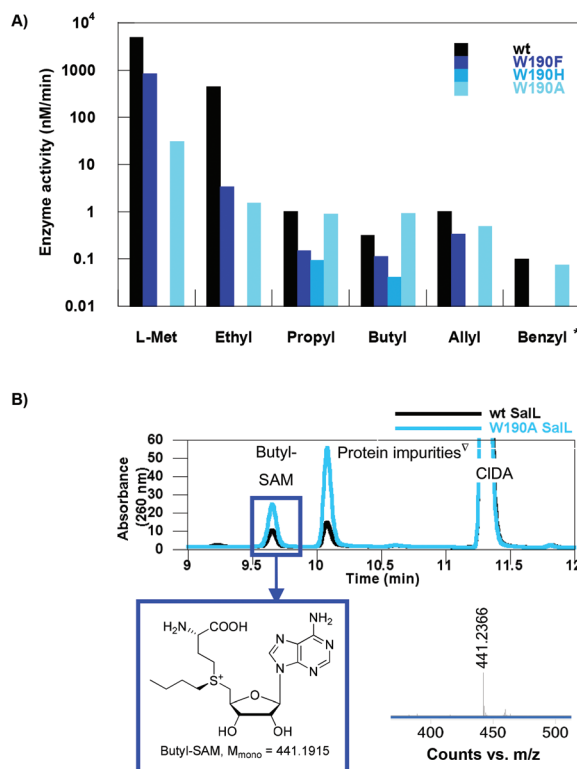 A)
Enzyme activity (nM/min)
10⁴
1000
100
10
1
0.1
0.01
wt
W190F
W190H
W190A
L-Met Ethyl Propyl Butyl Allyl Benzyl *
B)
wt SalL
W190A SalL
Absorbance
(260 nm)
60
50
40
30
20
10
0
Butyl-
SAM
Protein impurities∇
ClDA
9 9.5 10 10.5 11 11.5 12
Time (min)
H₂N
COOH
NH₂
N
N
N
N
S⁺
O
HO
OH
Butyl-SAM, Mmono = 441.1915
441.2366
400 450 500
Counts vs. m/z